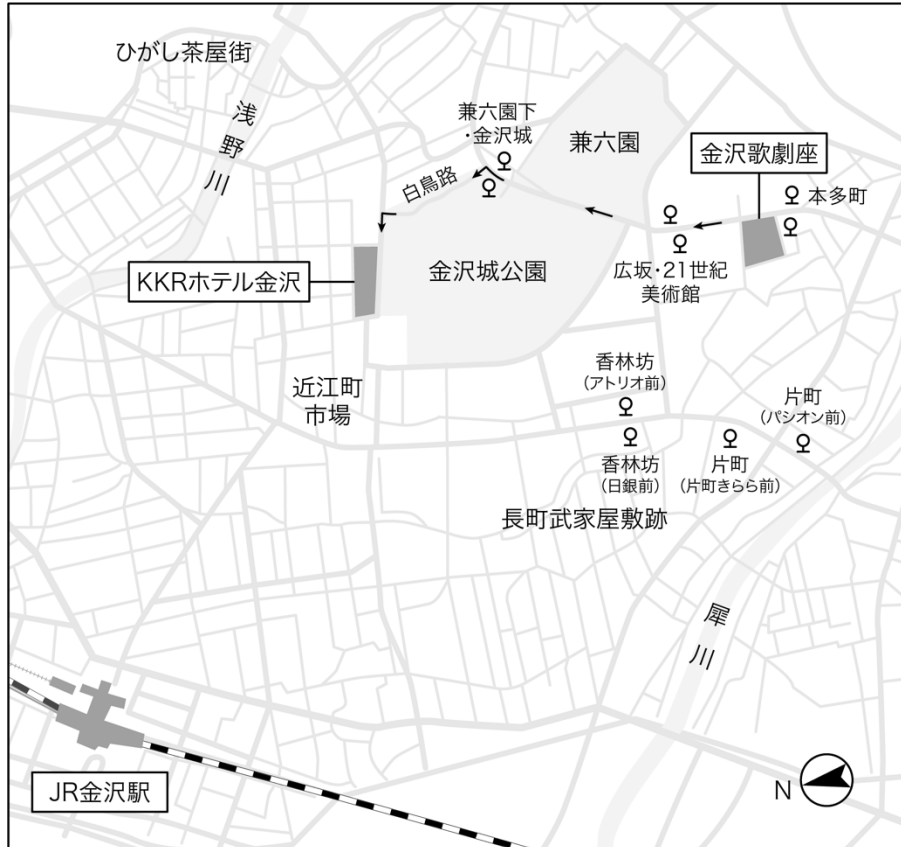 ひがし茶屋街
浅野川
兼六園下
・金沢城
兼六園
金沢歌劇座
白鳥路
本多町
KKRホテル金沢
金沢城公園
広坂・21世紀
美術館
近江町
市場
香林坊
(アトリオ前)
片町
(パシオン前)
香林坊
(日銀前)
片町
(片町きらら前)
長町武家屋敷跡
犀川
JR金沢駅
N